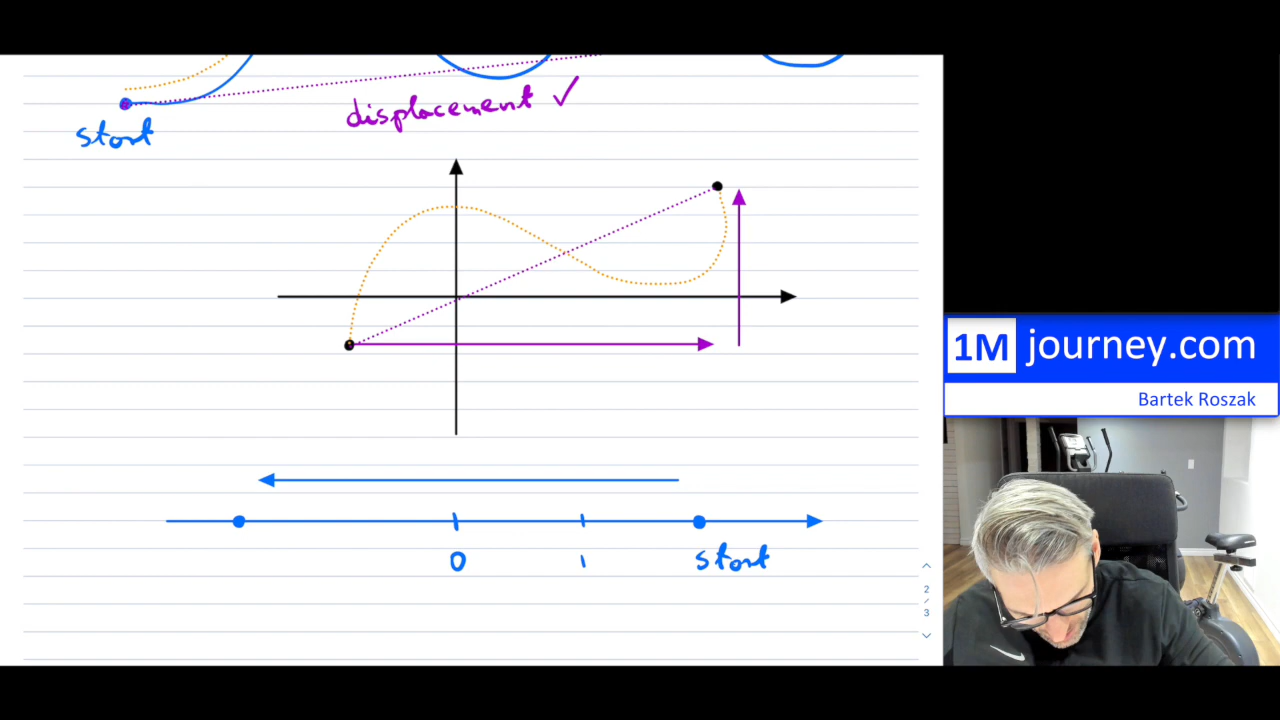 displacement ✓
start
0 1 start
2
/
3
1M journey.com
Bartek Roszak